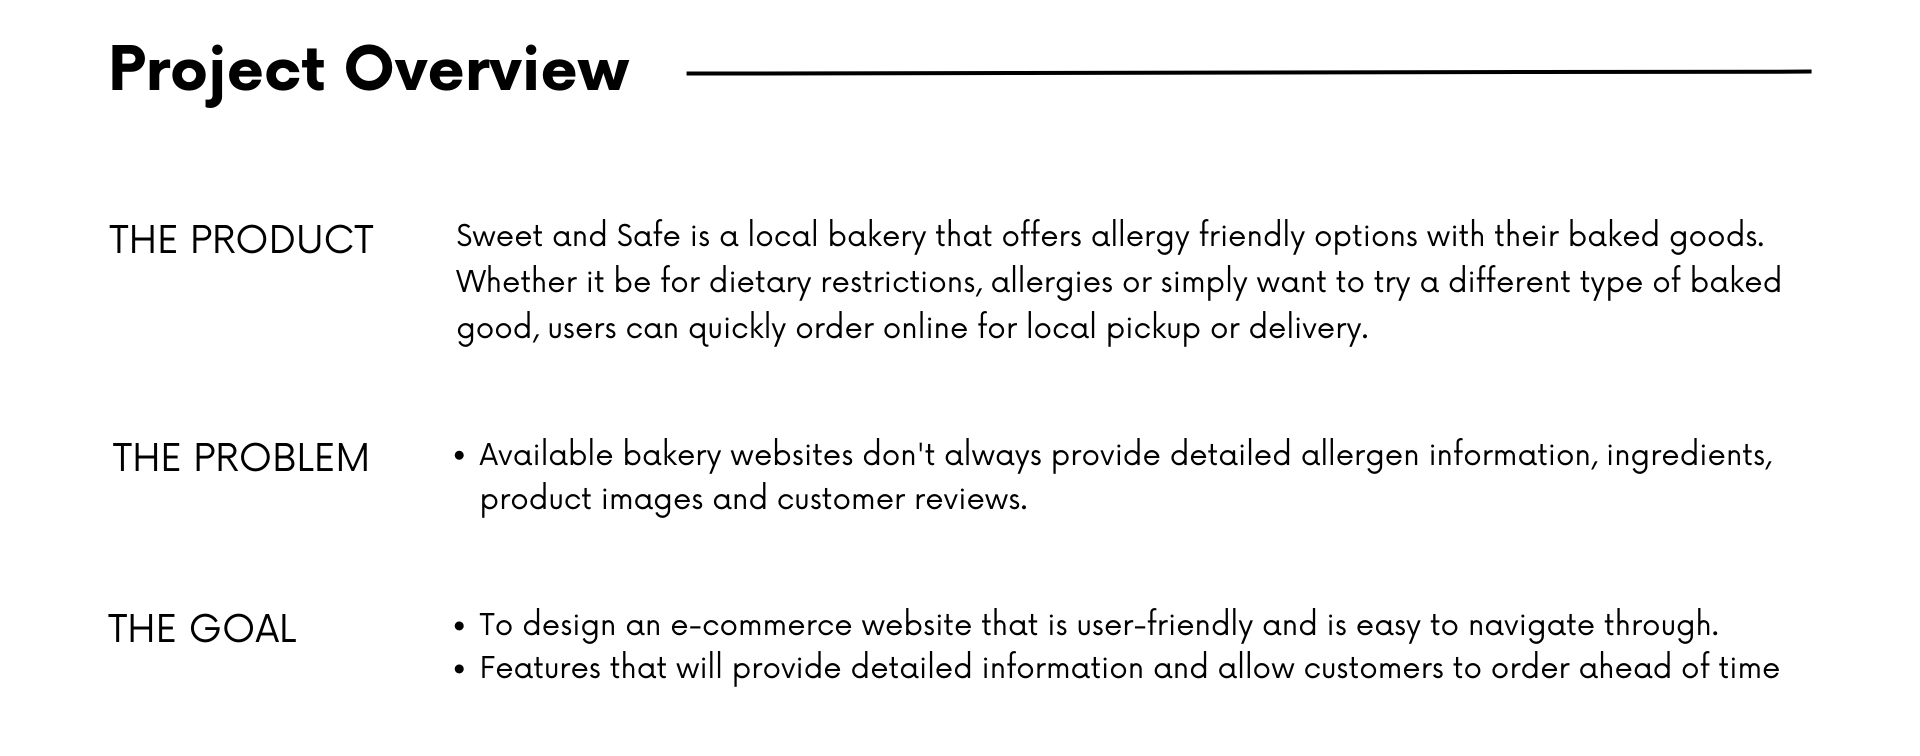 Project Overview
THE PRODUCT
Sweet and Safe is a local bakery that offers allergy friendly options with their baked goods.
Whether it be for dietary restrictions, allergies or simply want to try a different type of baked
good, users can quickly order online for local pickup or delivery.
THE PROBLEM
• Available bakery websites don't always provide detailed allergen information, ingredients,
product images and customer reviews.
THE GOAL
• To design an e-commerce website that is user-friendly and is easy to navigate through.
• Features that will provide detailed information and allow customers to order ahead of time